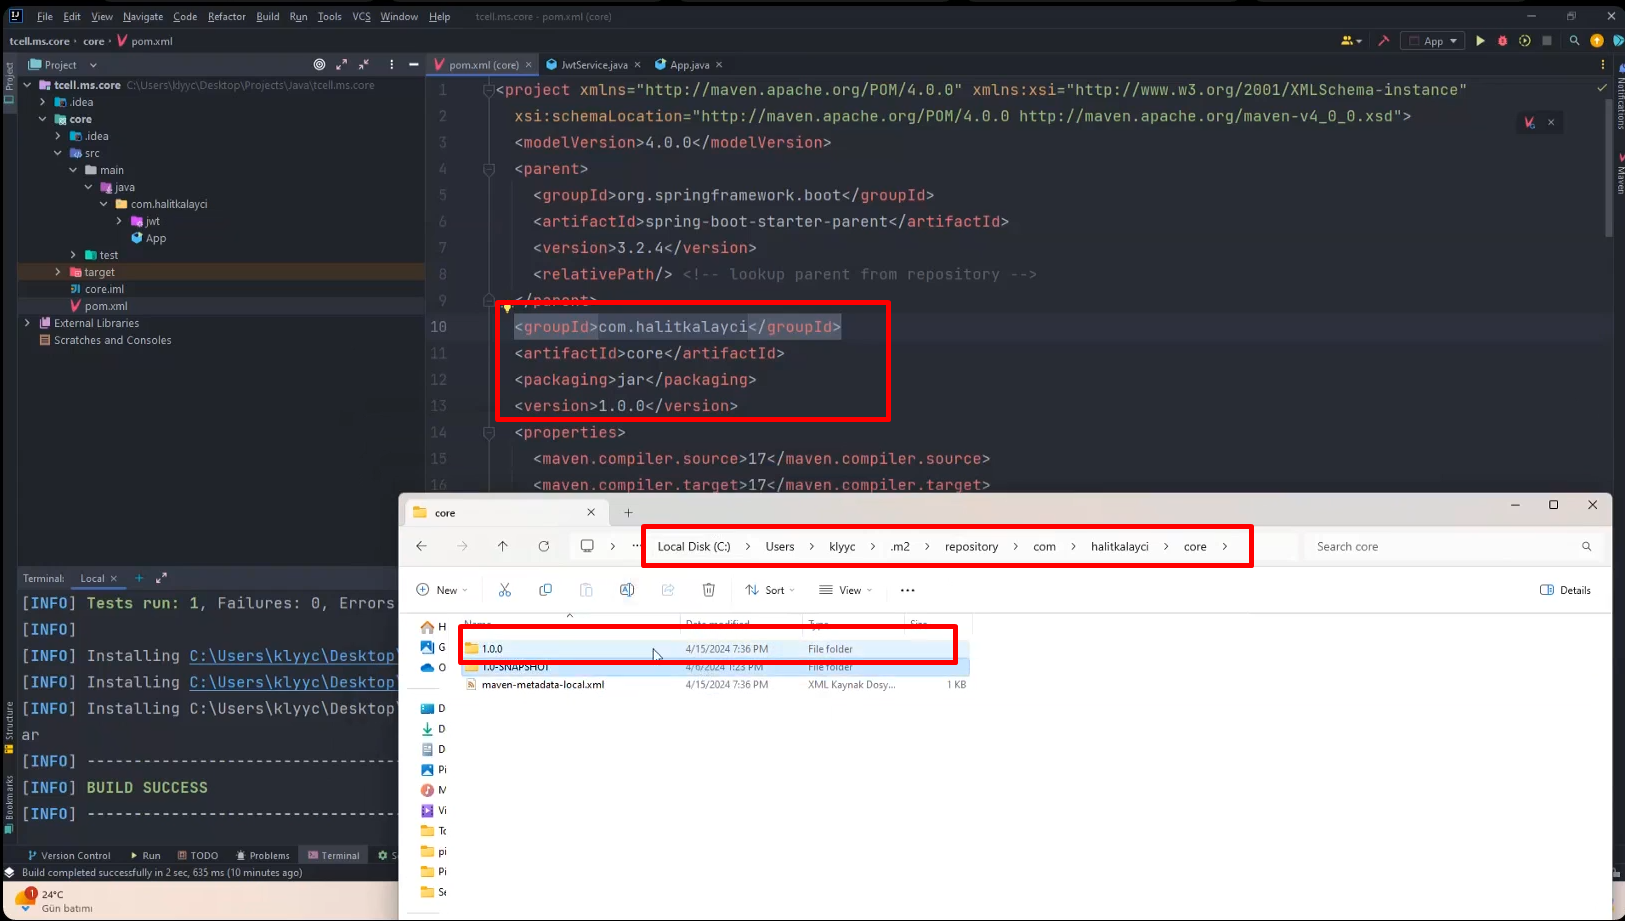 File Edit View Navigate Code Refactor Build Run Tools VCS Window Help tcell.ms.core - pom.xml (core)
tcell.ms.core › core › pom.xml
App
Project
pom.xml (core)
JwtService.java
App.java
Project
Notifications
Maven
tcell.ms.core C:\Users\klyyc\Desktop\Projects\Java\tcell.ms.core
.idea
core
.idea
src
main
java
com.halitkalayci
jwt
App
test
target
core.iml
pom.xml
External Libraries
Scratches and Consoles
1 <project xmlns="http://maven.apache.org/POM/4.0.0" xmlns:xsi="http://www.w3.org/2001/XMLSchema-instance"
2 xsi:schemaLocation="http://maven.apache.org/POM/4.0.0 http://maven.apache.org/maven-v4_0_0.xsd">
3 <modelVersion>4.0.0</modelVersion>
4 <parent>
5 <groupId>org.springframework.boot</groupId>
6 <artifactId>spring-boot-starter-parent</artifactId>
7 <version>3.2.4</version>
8 <relativePath/> <!-- lookup parent from repository -->
9 </parent>
10 <groupId>com.halitkalayci</groupId>
11 <artifactId>core</artifactId>
12 <packaging>jar</packaging>
13 <version>1.0.0</version>
14 <properties>
15 <maven.compiler.source>17</maven.compiler.source>
16 <maven.compiler.target>17</maven.compiler.target>
Terminal: Local
[INFO] Tests run: 1, Failures: 0, Errors
[INFO]
[INFO] Installing C:\Users\klyyc\Desktop\
[INFO] Installing C:\Users\klyyc\Desktop\
[INFO] Installing C:\Users\klyyc\Desktop\
ar
[INFO] ----------------------------------
[INFO] BUILD SUCCESS
[INFO] ----------------------------------
Structure
Bookmarks
Version Control Run TODO Problems Terminal
Build completed successfully in 2 sec, 635 ms (10 minutes ago)
1
24°C
Gün batımı
core
Local Disk (C:) › Users › klyyc › .m2 › repository › com › halitkalayci › core ›
Search core
New Sort View Details
Name Date modified Type Size
1.0.0 4/15/2024 7:36 PM File folder
1.0-SNAPSHOT 4/6/2024 1:23 PM File folder
maven-metadata-local.xml 4/15/2024 7:36 PM XML Kaynak Dosy... 1 KB
H
G
O
D
D
D
Pi
M
Vi
To
pi
Pi
Se